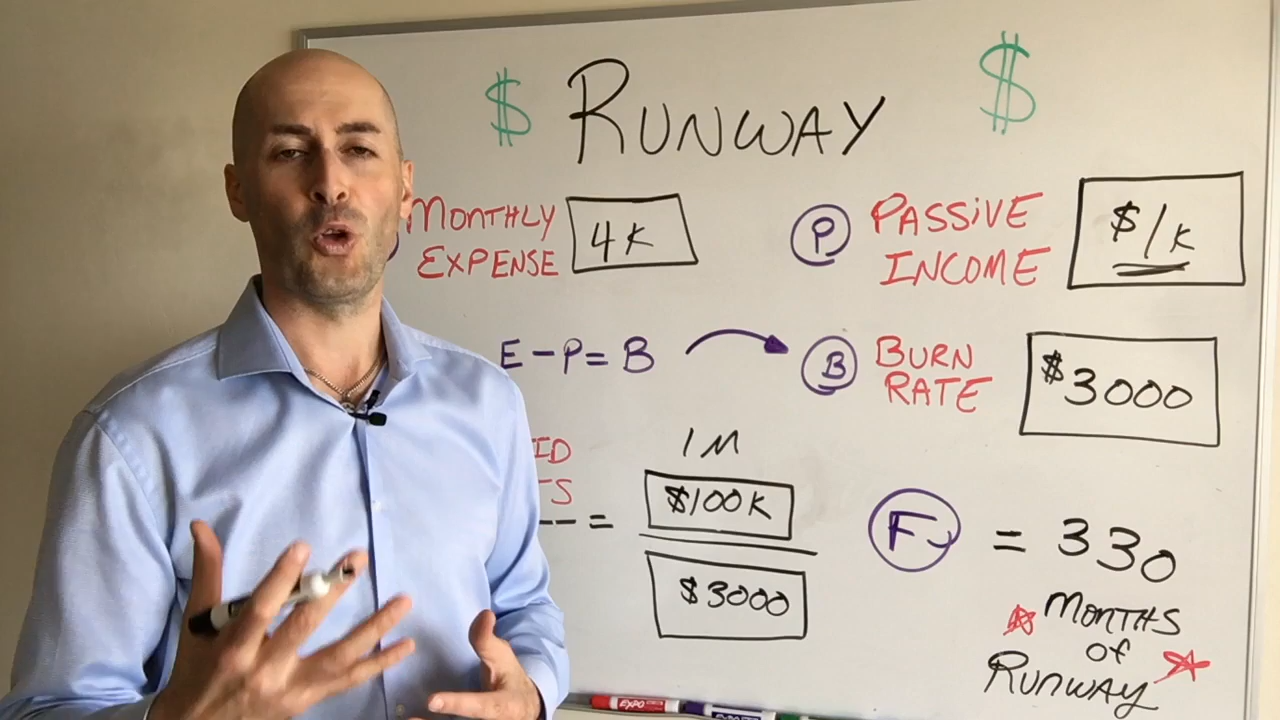 $ RUNWAY $
MONTHLY
EXPENSE
4K
P
PASSIVE
INCOME
$1K
E - P = B
B
BURN
RATE
$3000
ID
TS
=
1M
$100K
$3000
F = 330
MONTHS
OF
RUNWAY
EXPO